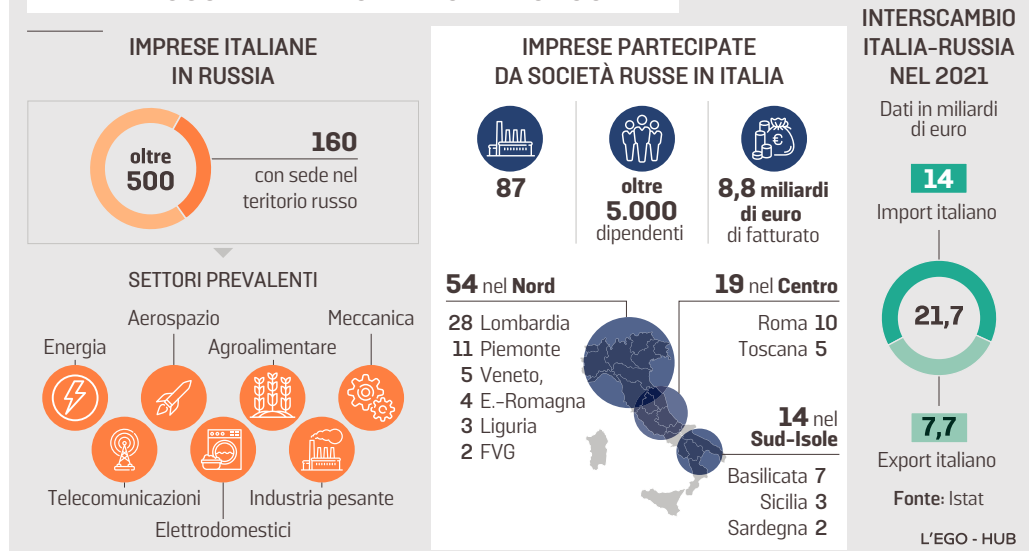 IMPRESE ITALIANE
IN RUSSIA
oltre
500
160
con sede nel
teritorio russo
SETTORI PREVALENTI
Aerospazio
Meccanica
Energia
Agroalimentare
Telecomunicazioni
Industria pesante
Elettrodomestici
IMPRESE PARTECIPATE
DA SOCIETÀ RUSSE IN ITALIA
87
oltre
5.000
dipendenti
8,8 miliardi
di euro
di fatturato
54 nel Nord
28 Lombardia
11 Piemonte
5 Veneto,
4 E.-Romagna
3 Liguria
2 FVG
19 nel Centro
Roma 10
Toscana 5
14 nel
Sud-Isole
Basilicata 7
Sicilia 3
Sardegna 2
INTERSCAMBIO
ITALIA-RUSSIA
NEL 2021
Dati in miliardi
di euro
14
Import italiano
21,7
7,7
Export italiano
Fonte: Istat
L'EGO - HUB